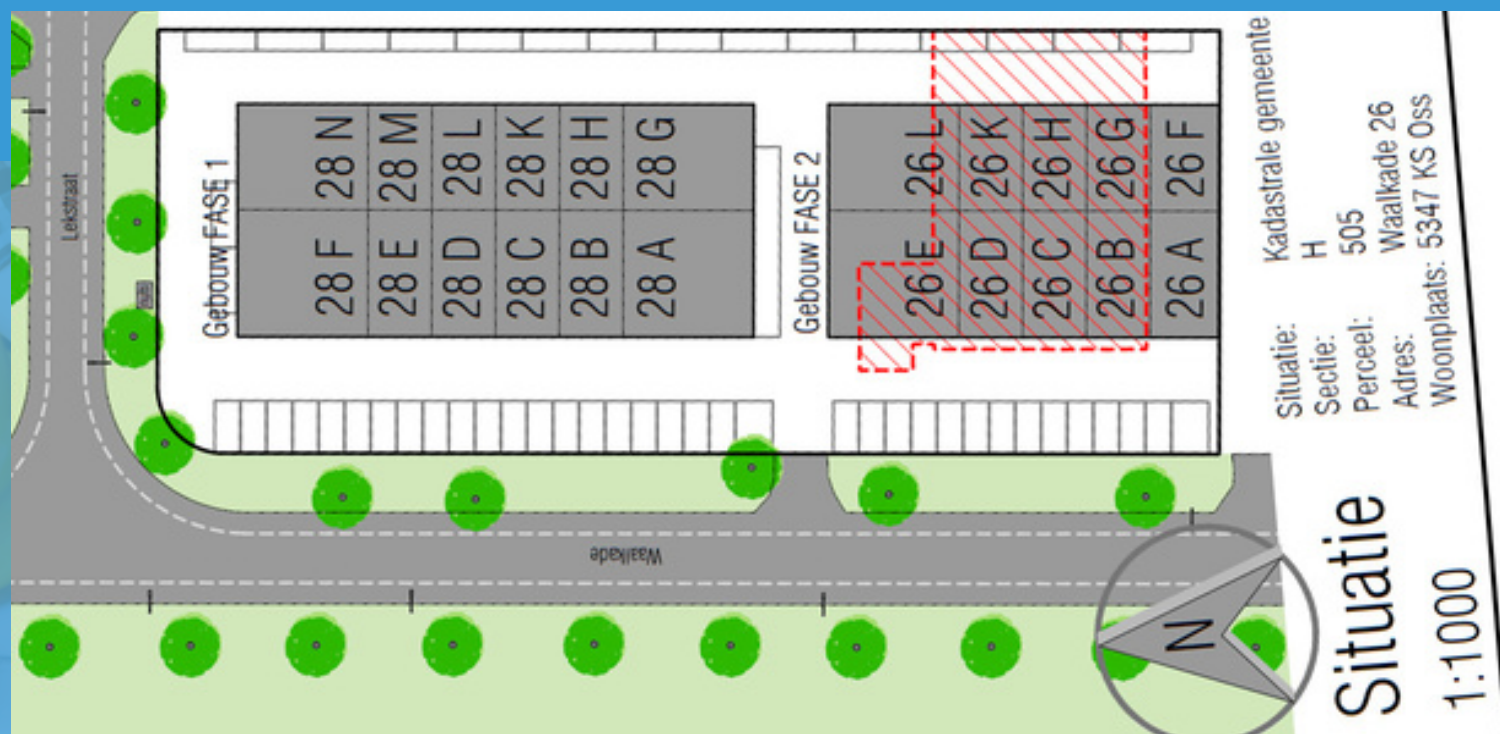 Lekstraat
Gebouw FASE 1
28 N
28 M
28 L
28 K
28 H
28 G
28 F
28 E
28 D
28 C
28 B
28 A
Gebouw FASE 2
26 L
26 K
26 H
26 G
26 F
26 E
26 D
26 C
26 B
26 A
Waalkade
N
Situatie: Kadastrale gemeente
Sectie: H
Perceel: 505
Adres: Waalkade 26
Woonplaats: 5347 KS Oss
Situatie
1:1000